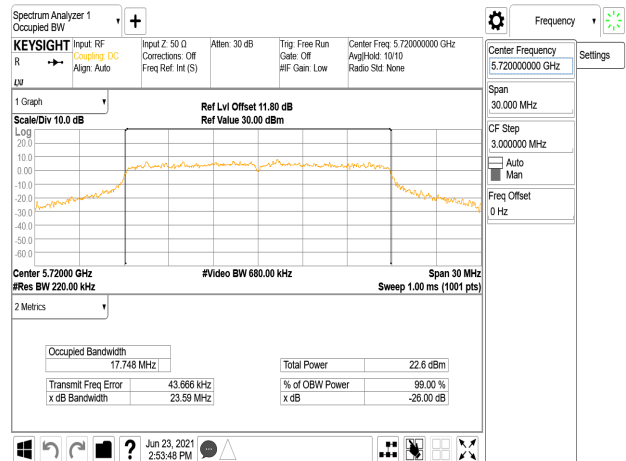 Spectrum Analyzer 1
Occupied BW
Frequency
KEYSIGHT
R
Input: RF
Coupling: DC
Align: Auto
Input Z: 50 Ω
Corrections: Off
Freq Ref: Int (S)
Atten: 30 dB
Trig: Free Run
Gate: Off
#IF Gain: Low
Center Freq: 5.720000000 GHz
Avg|Hold: 10/10
Radio Std: None
Center Frequency
5.720000000 GHz
Settings
Span
30.000 MHz
CF Step
3.000000 MHz
Auto
Man
Freq Offset
0 Hz
1 Graph
Scale/Div 10.0 dB
Ref Lvl Offset 11.80 dB
Ref Value 30.00 dBm
Log
20.0
10.0
0.00
-10.0
-20.0
-30.0
-40.0
-50.0
-60.0
Center 5.72000 GHz
#Video BW 680.00 kHz
Span 30 MHz
#Res BW 220.00 kHz
Sweep 1.00 ms (1001 pts)
2 Metrics
Occupied Bandwidth
17.748 MHz
Total Power 22.6 dBm
Transmit Freq Error 43.666 kHz
% of OBW Power 99.00 %
x dB Bandwidth 23.59 MHz
x dB -26.00 dB
?
Jun 23, 2021
2:53:48 PM